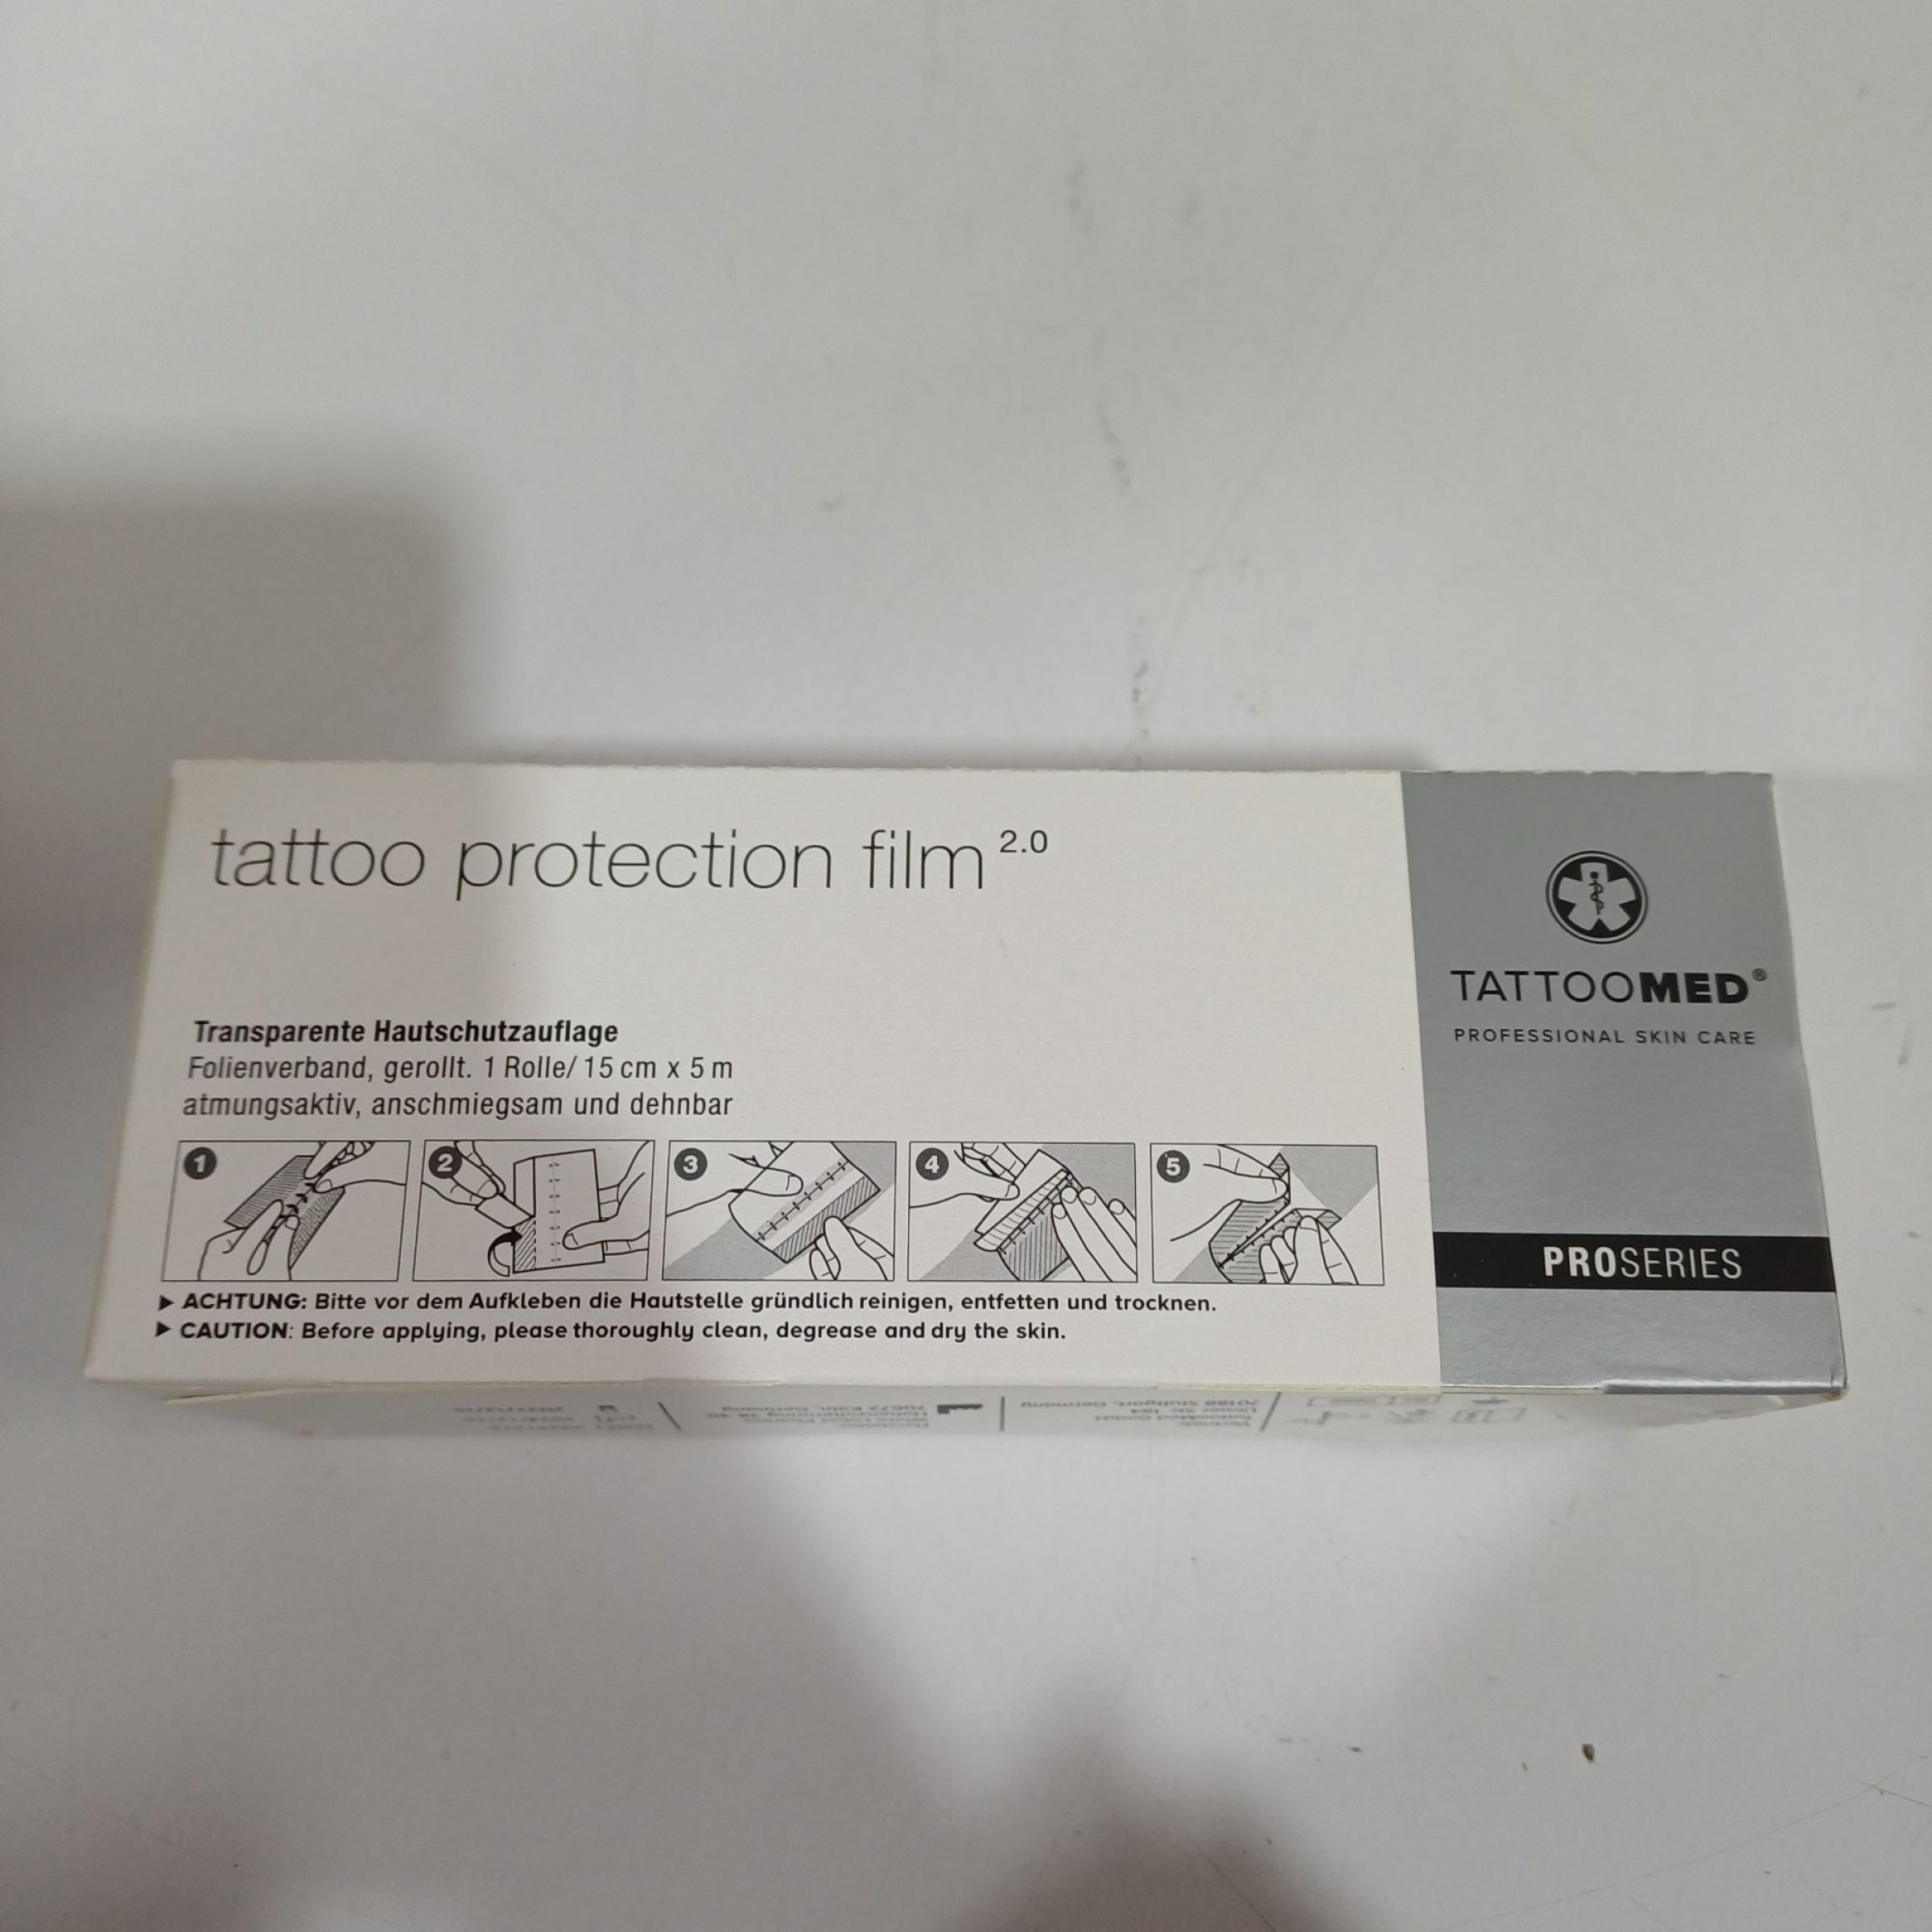 tattoo protection film 2.0
Transparente Hautschutzauflage
Folienverband, gerollt. 1 Rolle/ 15 cm x 5 m
atmungsaktiv, anschmiegsam und dehnbar
1 2 3 4 5
▶ ACHTUNG: Bitte vor dem Aufkleben die Hautstelle gründlich reinigen, entfetten und trocknen.
▶ CAUTION: Before applying, please thoroughly clean, degrease and dry the skin.
TATTOOMED®
PROFESSIONAL SKIN CARE
PROSERIES